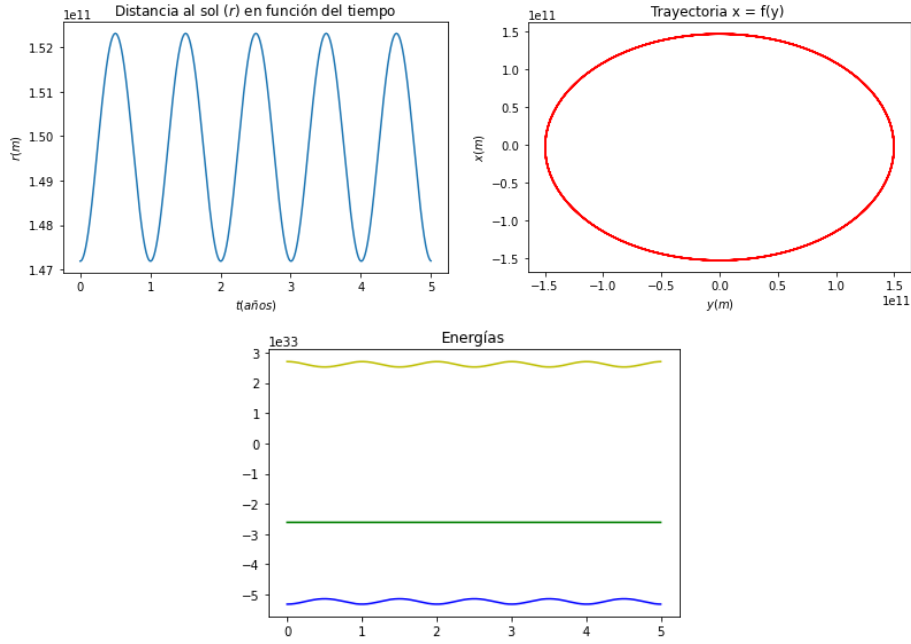 Distancia al sol (r) en función del tiempo
1e11
1.52
1.51
1.50
1.49
1.48
1.47
r(m)
0 1 2 3 4 5
t(años)
Trayectoria x = f(y)
1e11
1.5
1.0
0.5
0.0
−0.5
−1.0
−1.5
x(m)
−1.5 −1.0 −0.5 0.0 0.5 1.0 1.5
1e11
y(m)
Energías
1e33
3
2
1
0
−1
−2
−3
−4
−5
0 1 2 3 4 5